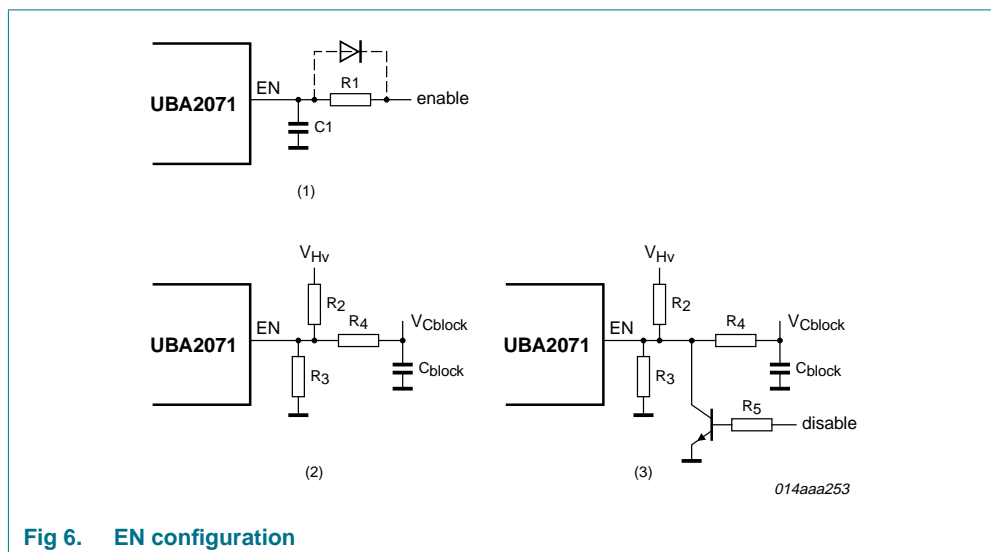 EN
R1
enable
UBA2071
C1
(1)
VHv
R2
EN
R4
VCblock
UBA2071
R3
Cblock
(2)
VHv
R2
EN
R4
VCblock
UBA2071
R3
Cblock
R5
disable
(3)
014aaa253
Fig 6. EN configuration